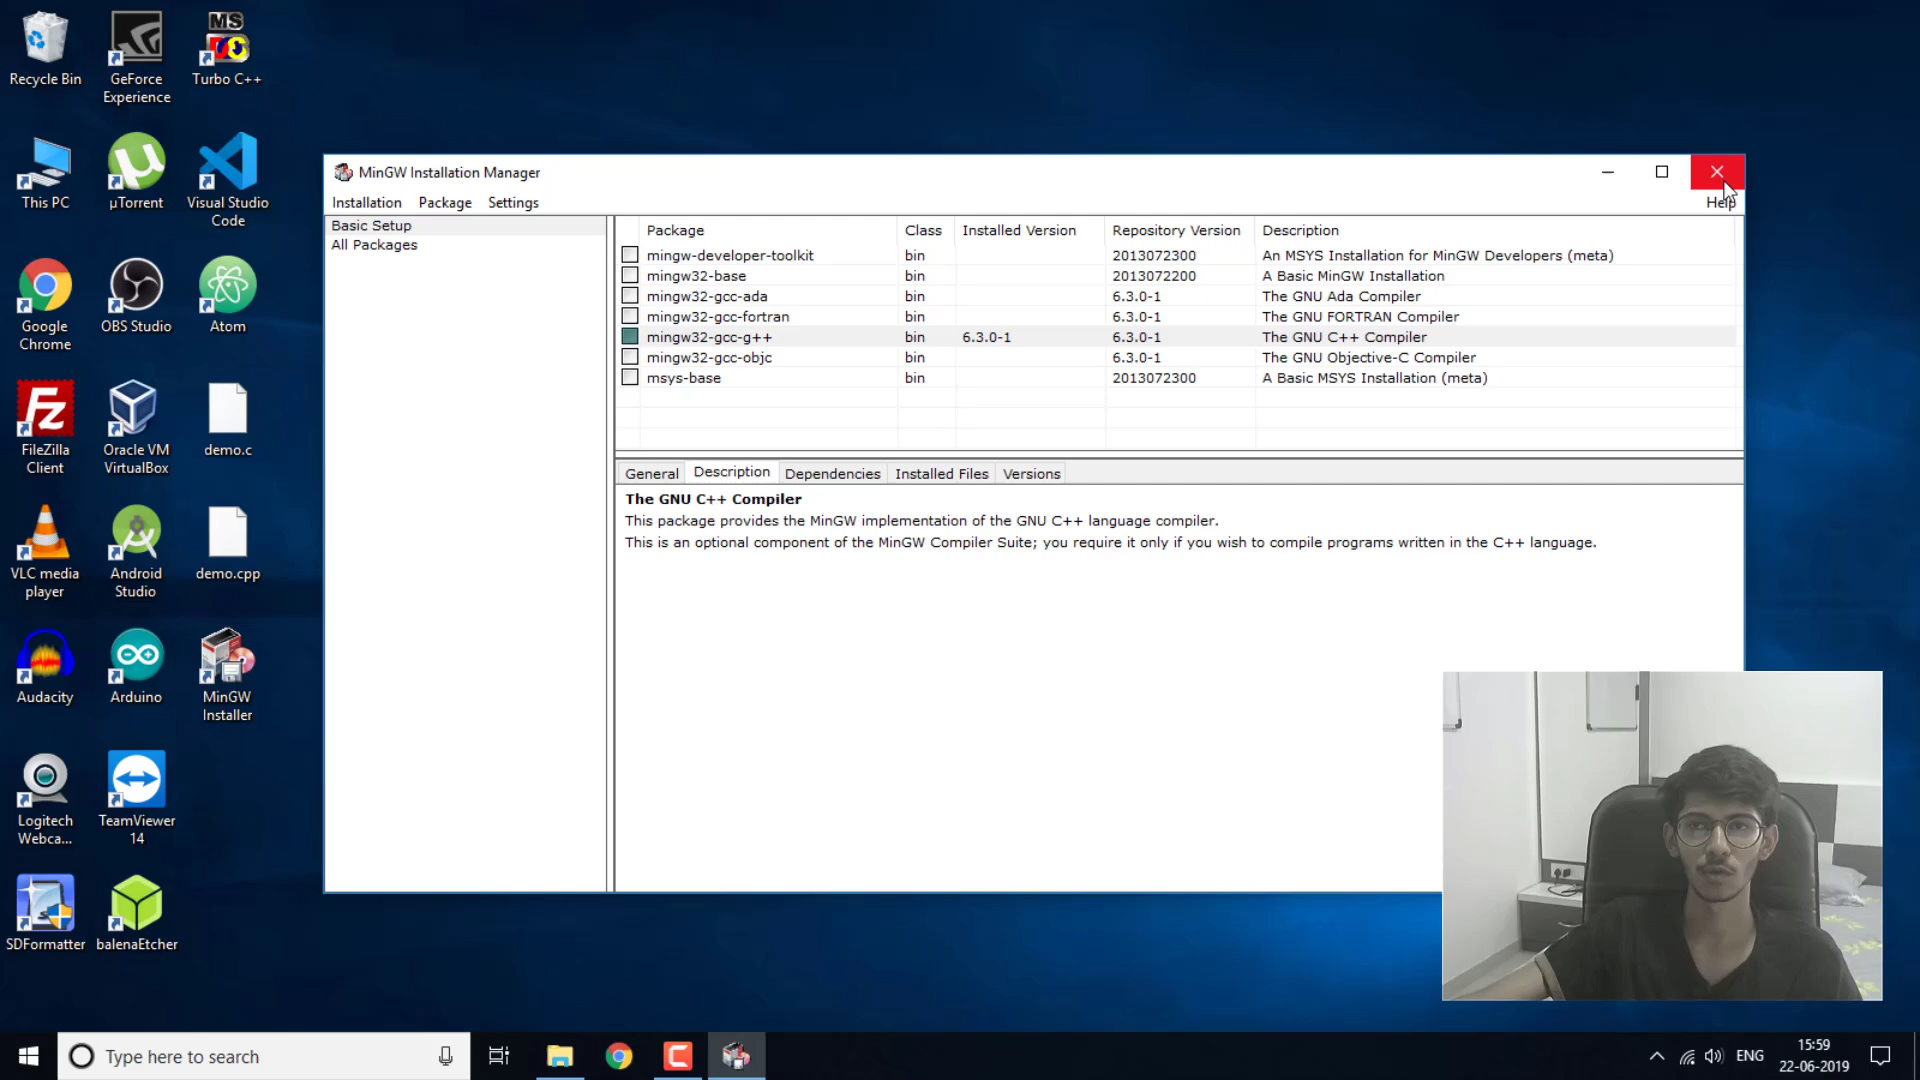 Recycle Bin
GeForce
Experience
MS
Turbo C++
This PC
µTorrent
Visual Studio
Code
Google
Chrome
OBS Studio
Atom
FileZilla
Client
Oracle VM
VirtualBox
demo.c
VLC media
player
Android
Studio
demo.cpp
Audacity
Arduino
MinGW
Installer
Logitech
Webca...
TeamViewer
14
SDFormatter
balenaEtcher
MinGW Installation Manager
Installation Package Settings Help
Basic Setup
All Packages
Package Class Installed Version Repository Version Description
mingw-developer-toolkit bin 2013072300 An MSYS Installation for MinGW Developers (meta)
mingw32-base bin 2013072200 A Basic MinGW Installation
mingw32-gcc-ada bin 6.3.0-1 The GNU Ada Compiler
mingw32-gcc-fortran bin 6.3.0-1 The GNU FORTRAN Compiler
mingw32-gcc-g++ bin 6.3.0-1 6.3.0-1 The GNU C++ Compiler
mingw32-gcc-objc bin 6.3.0-1 The GNU Objective-C Compiler
msys-base bin 2013072300 A Basic MSYS Installation (meta)
General Description Dependencies Installed Files Versions
The GNU C++ Compiler
This package provides the MinGW implementation of the GNU C++ language compiler.
This is an optional component of the MinGW Compiler Suite; you require it only if you wish to compile programs written in the C++ language.
Type here to search
ENG
15:59
22-06-2019